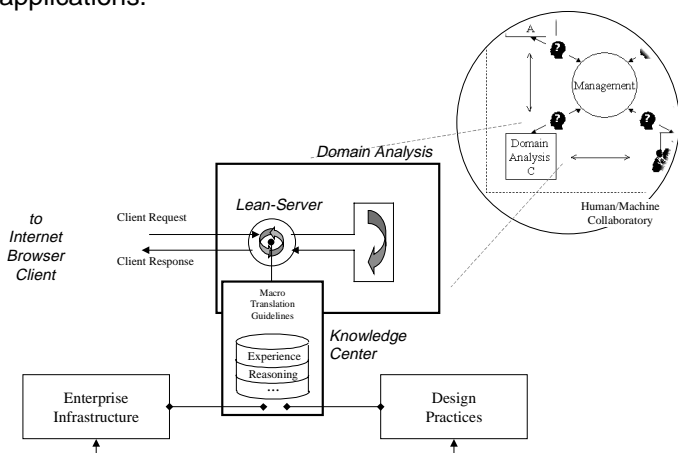 applications.
A
Management
Domain
Analysis
C
Human/Machine
Collaboratory
Domain Analysis
Lean-Server
to
Internet
Browser
Client
Client Request
Client Response
Macro
Translation
Guidelines
Knowledge
Center
Experience
Reasoning
...
Enterprise
Infrastructure
Design
Practices